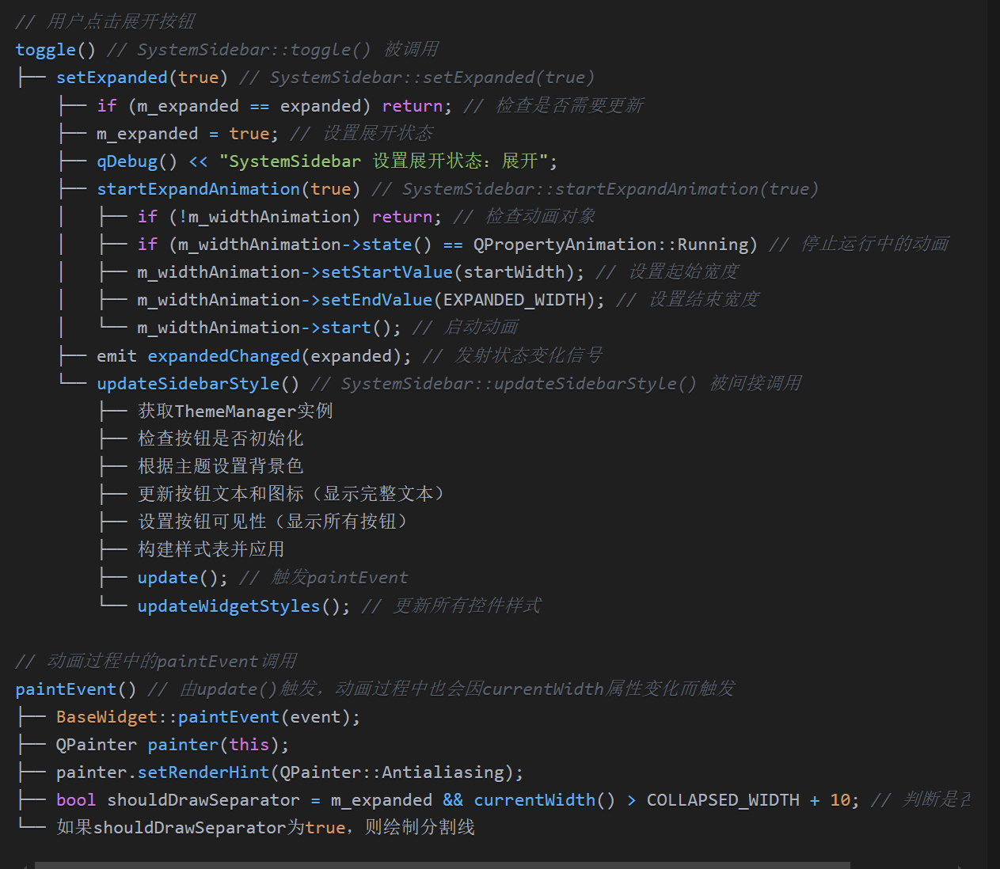 // 用户点击展开按钮
toggle() // SystemSidebar::toggle() 被调用
├── setExpanded(true) // SystemSidebar::setExpanded(true)
    ├── if (m_expanded == expanded) return; // 检查是否需要更新
    ├── m_expanded = true; // 设置展开状态
    ├── qDebug() << "SystemSidebar 设置展开状态: 展开";
    ├── startExpandAnimation(true) // SystemSidebar::startExpandAnimation(true)
    │   ├── if (!m_widthAnimation) return; // 检查动画对象
    │   ├── if (m_widthAnimation->state() == QPropertyAnimation::Running) // 停止运行中的动画
    │   ├── m_widthAnimation->setStartValue(startWidth); // 设置起始宽度
    │   ├── m_widthAnimation->setEndValue(EXPANDED_WIDTH); // 设置结束宽度
    │   └── m_widthAnimation->start(); // 启动动画
    ├── emit expandedChanged(expanded); // 发射状态变化信号
    └── updateSidebarStyle() // SystemSidebar::updateSidebarStyle() 被间接调用
        ├── 获取ThemeManager实例
        ├── 检查按钮是否初始化
        ├── 根据主题设置背景色
        ├── 更新按钮文本和图标（显示完整文本）
        ├── 设置按钮可见性（显示所有按钮）
        ├── 构建样式表并应用
        ├── update(); // 触发paintEvent
        └── updateWidgetStyles(); // 更新所有控件样式
// 动画过程中的paintEvent调用
paintEvent() // 由update()触发，动画过程中也会因currentWidth属性变化而触发
├── BaseWidget::paintEvent(event);
├── QPainter painter(this);
├── painter.setRenderHint(QPainter::Antialiasing);
├── bool shouldDrawSeparator = m_expanded && currentWidth() > COLLAPSED_WIDTH + 10; // 判断是否
└── 如果shouldDrawSeparator为true，则绘制分割线